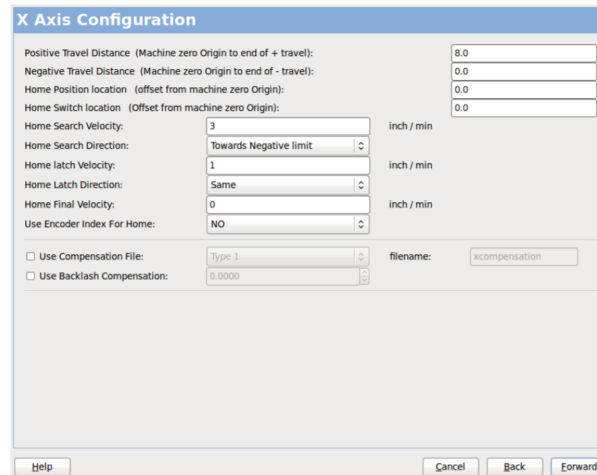 X Axis Configuration
Positive Travel Distance (Machine zero Origin to end of + travel): 8.0
Negative Travel Distance (Machine zero Origin to end of - travel): 0.0
Home Position location (offset from machine zero Origin): 0.0
Home Switch location (Offset from machine zero Origin): 0.0
Home Search Velocity: 3 inch / min
Home Search Direction: Towards Negative limit
Home latch Velocity: 1 inch / min
Home Latch Direction: Same
Home Final Velocity: 0 inch / min
Use Encoder Index For Home: NO
Use Compensation File: Type 1 filename: xcompensation
Use Backlash Compensation: 0.0000
Help Cancel Back Forward